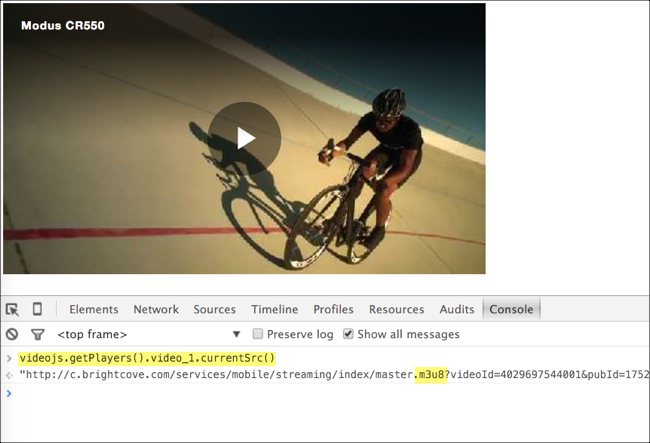 Modus CR550
Elements Network Sources Timeline Profiles Resources Audits Console
<top frame> ▼ Preserve log Show all messages
> videojs.getPlayers().video_1.currentSrc()
"http://c.brightcove.com/services/mobile/streaming/index/master.m3u8?videoId=4029697544001&pubId=1752
>